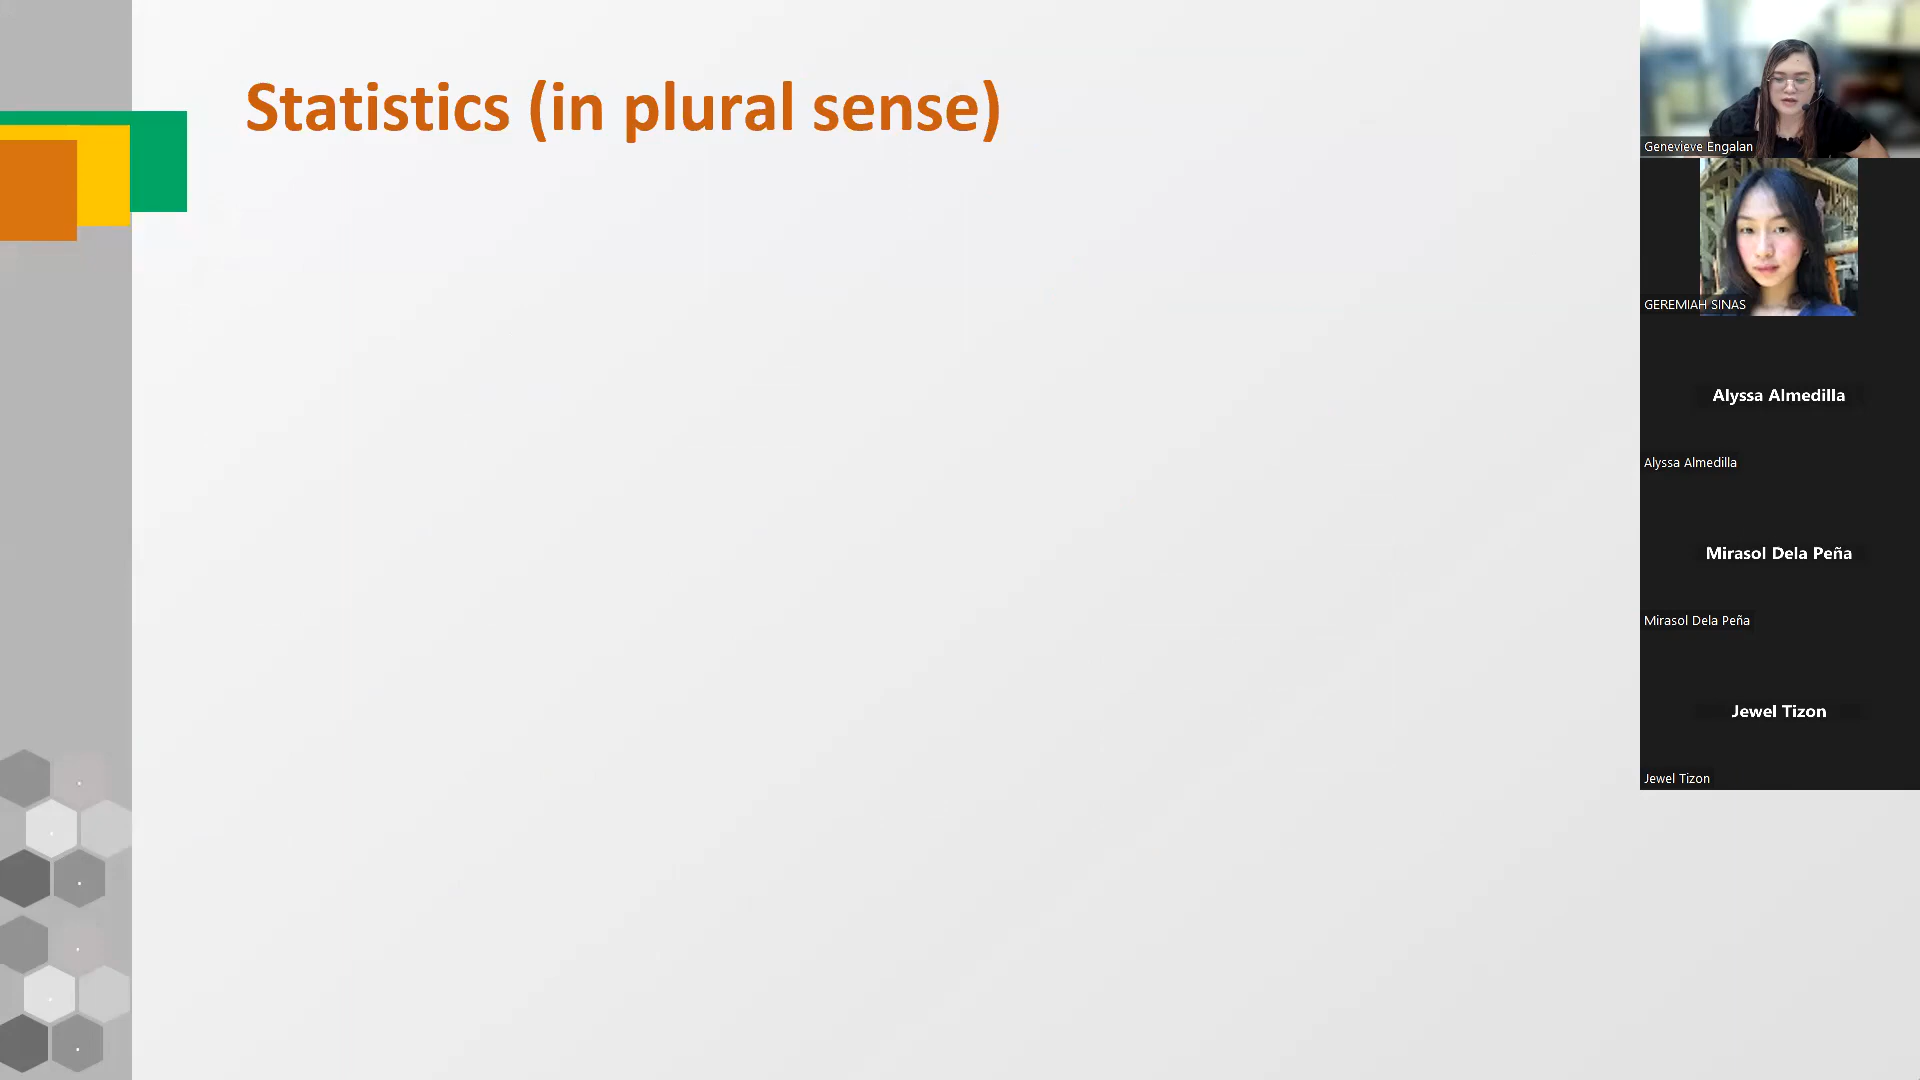 Statistics (in plural sense)
Genevieve Engalan
GEREMIAH SINAS
Alyssa Almedilla
Alyssa Almedilla
Mirasol Dela Peña
Mirasol Dela Peña
Jewel Tizon
Jewel Tizon